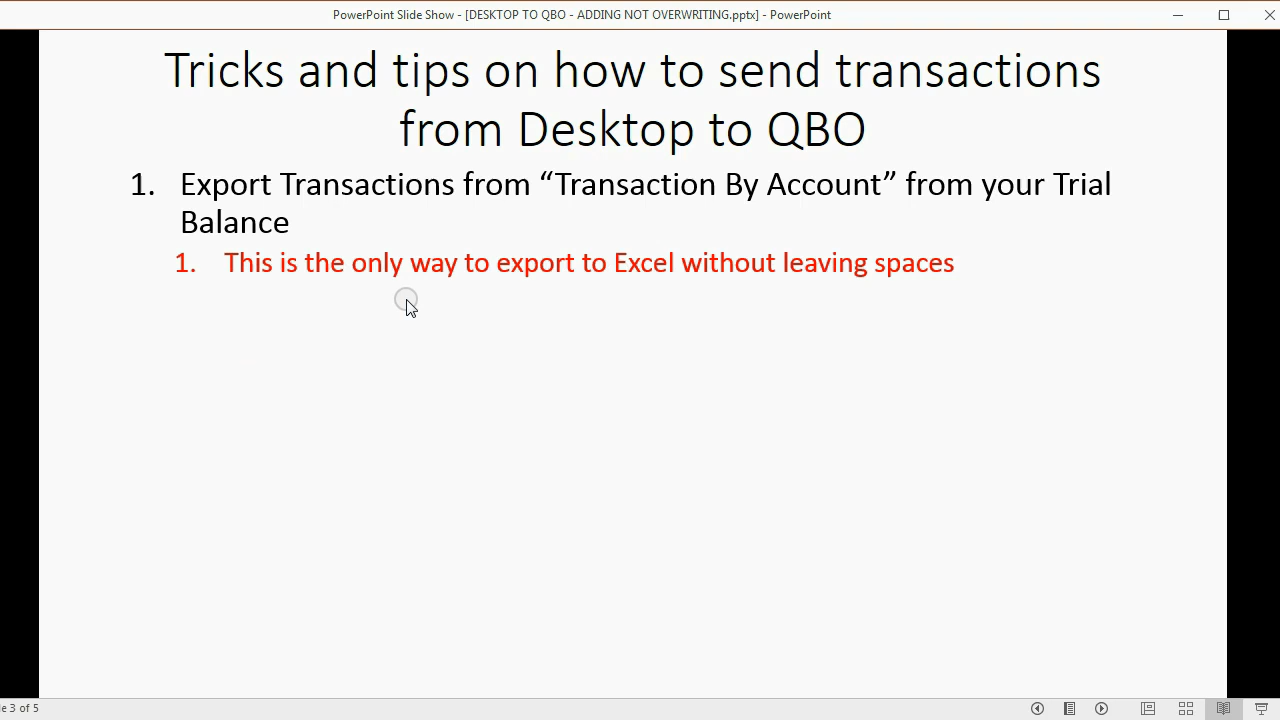 PowerPoint Slide Show - [DESKTOP TO QBO - ADDING NOT OVERWRITING.pptx] - PowerPoint
Tricks and tips on how to send transactions
from Desktop to QBO
1. Export Transactions from “Transaction By Account” from your Trial
Balance
1. This is the only way to export to Excel without leaving spaces
3 of 5